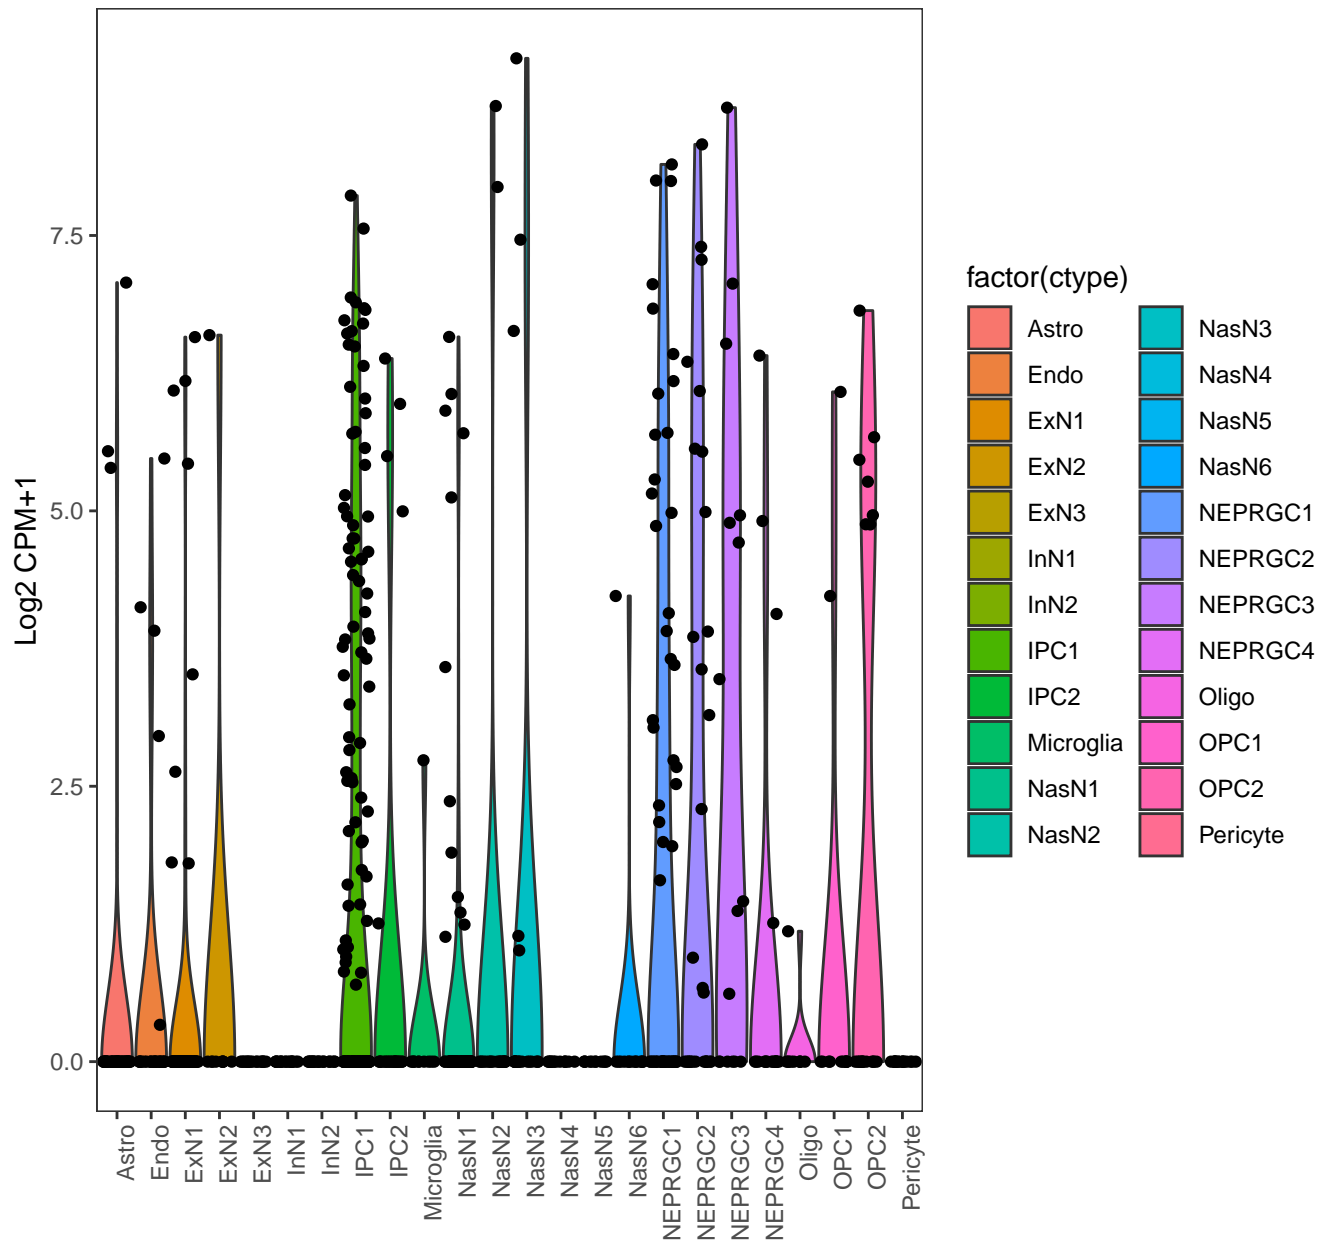 Log2 CPM+1
7.5
5.0
2.5
0.0
Astro
Endo
ExN1
ExN2
ExN3
InN1
InN2
IPC1
IPC2
Microglia
NasN1
NasN2
NasN3
NasN4
NasN5
NasN6
NEPRGC1
NEPRGC2
NEPRGC3
NEPRGC4
Oligo
OPC1
OPC2
Pericyte
factor(ctype)
Astro
Endo
ExN1
ExN2
ExN3
InN1
InN2
IPC1
IPC2
Microglia
NasN1
NasN2
NasN3
NasN4
NasN5
NasN6
NEPRGC1
NEPRGC2
NEPRGC3
NEPRGC4
Oligo
OPC1
OPC2
Pericyte